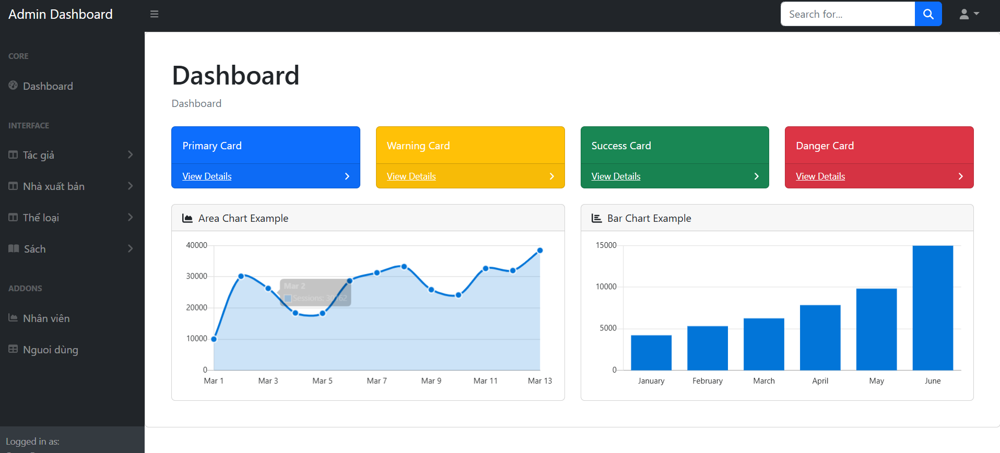 Admin Dashboard
Search for...
CORE
Dashboard
INTERFACE
Tác giả
Nhà xuất bản
Thể loại
Sách
ADDONS
Nhân viên
Nguoi dùng
Logged in as:
Dashboard
Dashboard
Primary Card
View Details
Warning Card
View Details
Success Card
View Details
Danger Card
View Details
Area Chart Example
40000
30000
20000
10000
0
Mar 2
Sessions: 30162
Mar 1 Mar 3 Mar 5 Mar 7 Mar 9 Mar 11 Mar 13
Bar Chart Example
15000
10000
5000
0
January February March April May June